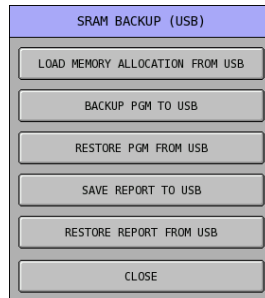 SRAM BACKUP (USB)
LOAD MEMORY ALLOCATION FROM USB
BACKUP PGM TO USB
RESTORE PGM FROM USB
SAVE REPORT TO USB
RESTORE REPORT FROM USB
CLOSE